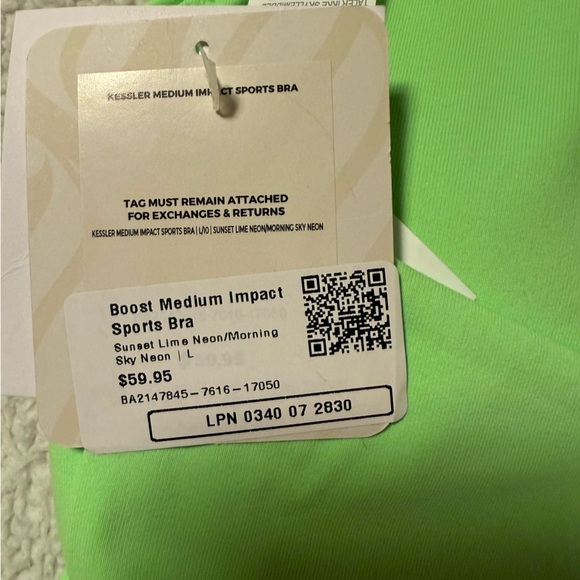 KESSLER MEDIUM IMPACT SPORTS BRA
TAG MUST REMAIN ATTACHED
FOR EXCHANGES & RETURNS
KESSLER MEDIUM IMPACT SPORTS BRA | L/10 | SUNSET LIME NEON/MORNING SKY NEON
Boost Medium Impact
Sports Bra
Sunset Lime Neon/Morning
Sky Neon | L
$59.95
BA2147845-7616-17050
LPN 0340 07 2830